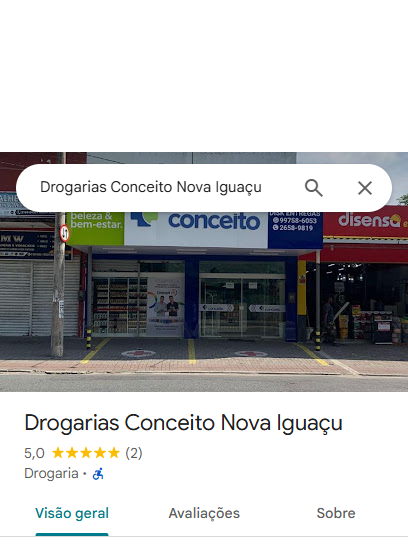 Drogarias Conceito Nova Iguaçu
beleza &
bem-estar.
conceito
DISK ENTREGAS
99758-6053
2658-9819
disensa
M W
Drogarias Conceito Nova Iguaçu
5,0 ★★★★★ (2)
Drogaria ·
Visão geral
Avaliações
Sobre